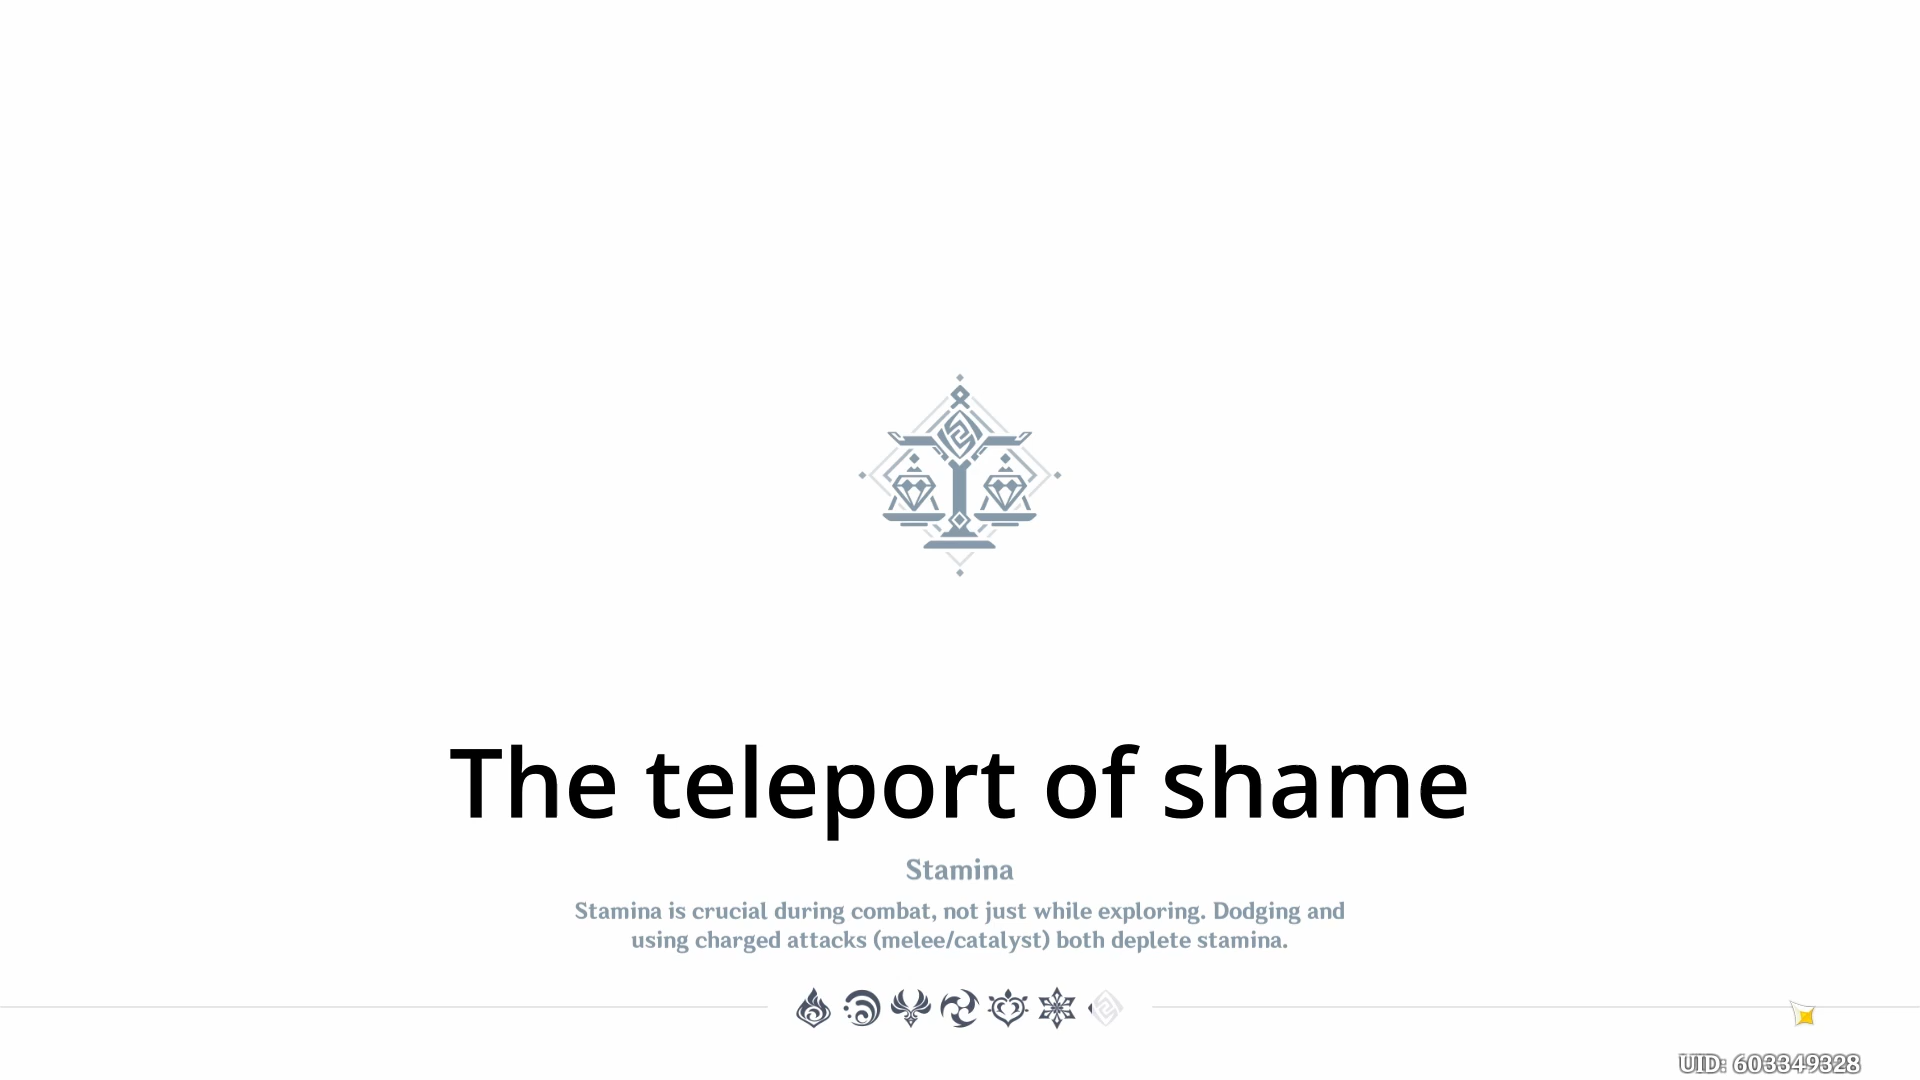 The teleport of shame
Stamina
Stamina is crucial during combat, not just while exploring. Dodging and
using charged attacks (melee/catalyst) both deplete stamina.
UID: 603349328